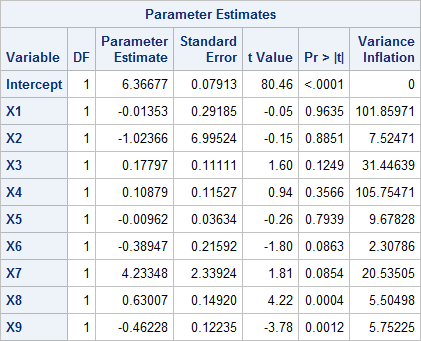 Parameter Estimates
Variable DF Parameter Estimate Standard Error t Value Pr > |t| Variance Inflation
Intercept 1 6.36677 0.07913 80.46 <.0001 0
X1 1 -0.01353 0.29185 -0.05 0.9635 101.85971
X2 1 -1.02366 6.99524 -0.15 0.8851 7.52471
X3 1 0.17797 0.11111 1.60 0.1249 31.44639
X4 1 0.10879 0.11527 0.94 0.3566 105.75471
X5 1 -0.00962 0.03634 -0.26 0.7939 9.67828
X6 1 -0.38947 0.21592 -1.80 0.0863 2.30786
X7 1 4.23348 2.33924 1.81 0.0854 20.53505
X8 1 0.63007 0.14920 4.22 0.0004 5.50498
X9 1 -0.46228 0.12235 -3.78 0.0012 5.75225